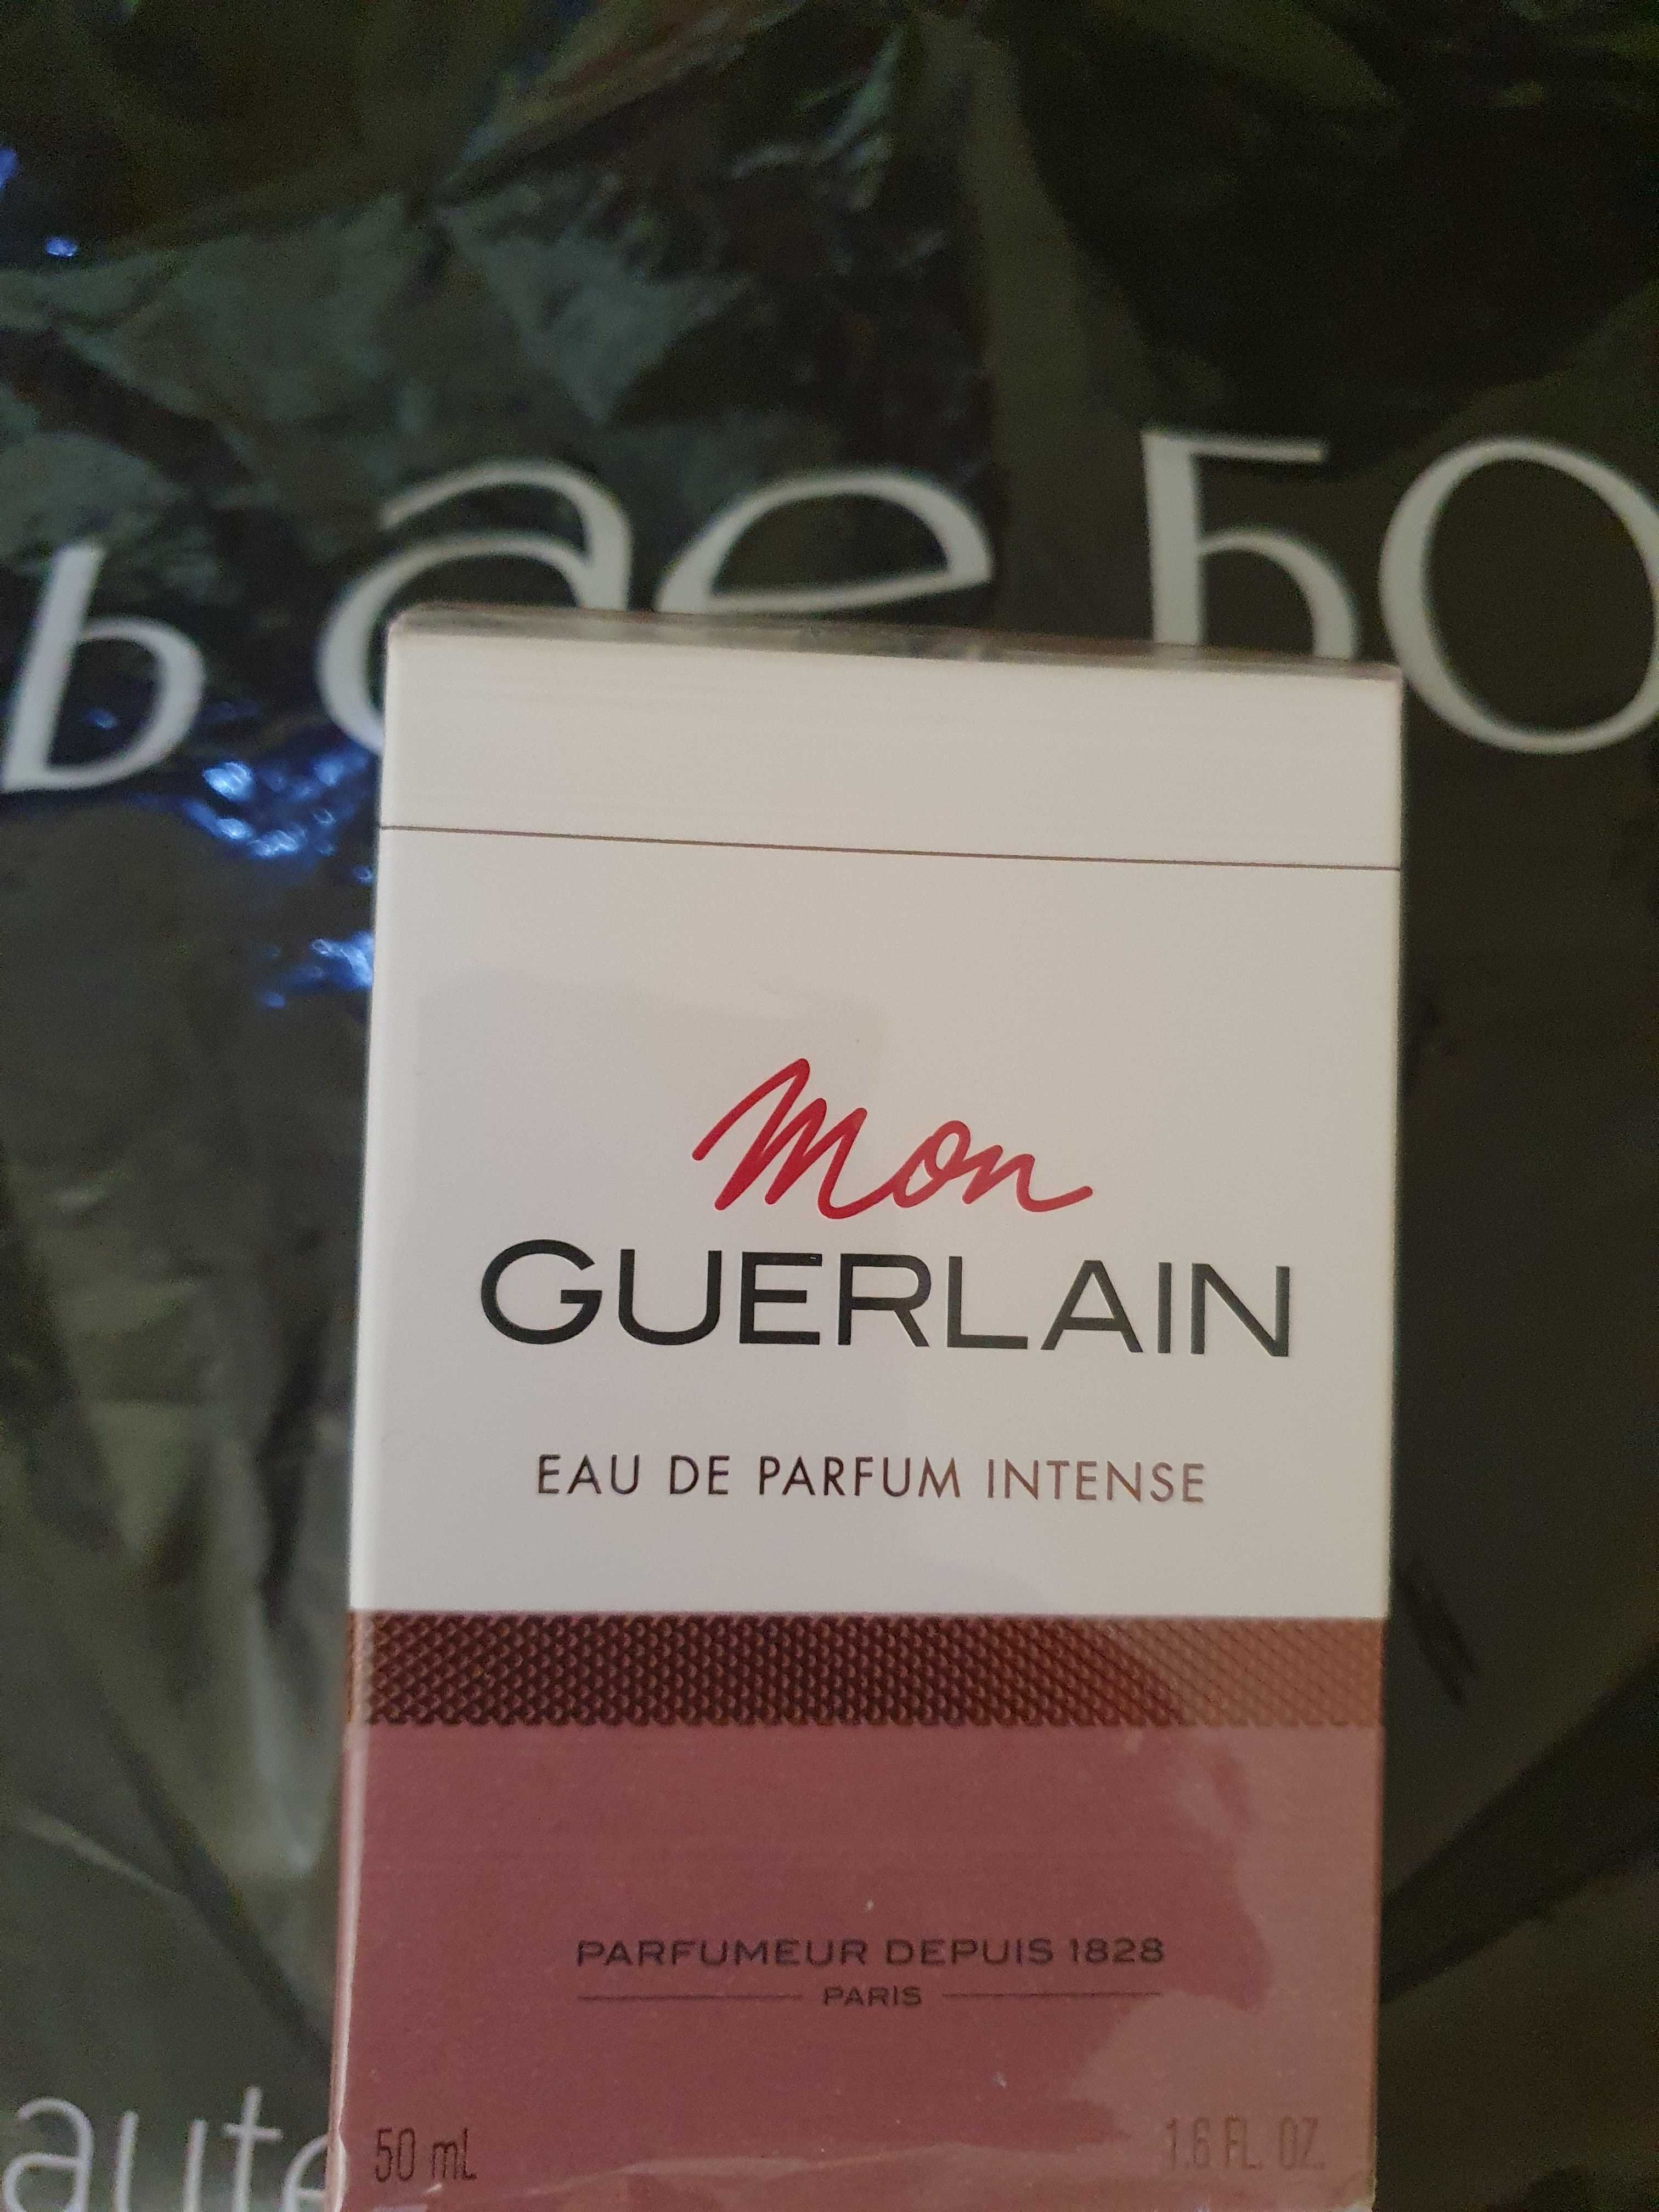 Mon
GUERLAIN
EAU DE PARFUM INTENSE
PARFUMEUR DEPUIS 1828
PARIS
50 mL
1.6 FL. OZ.